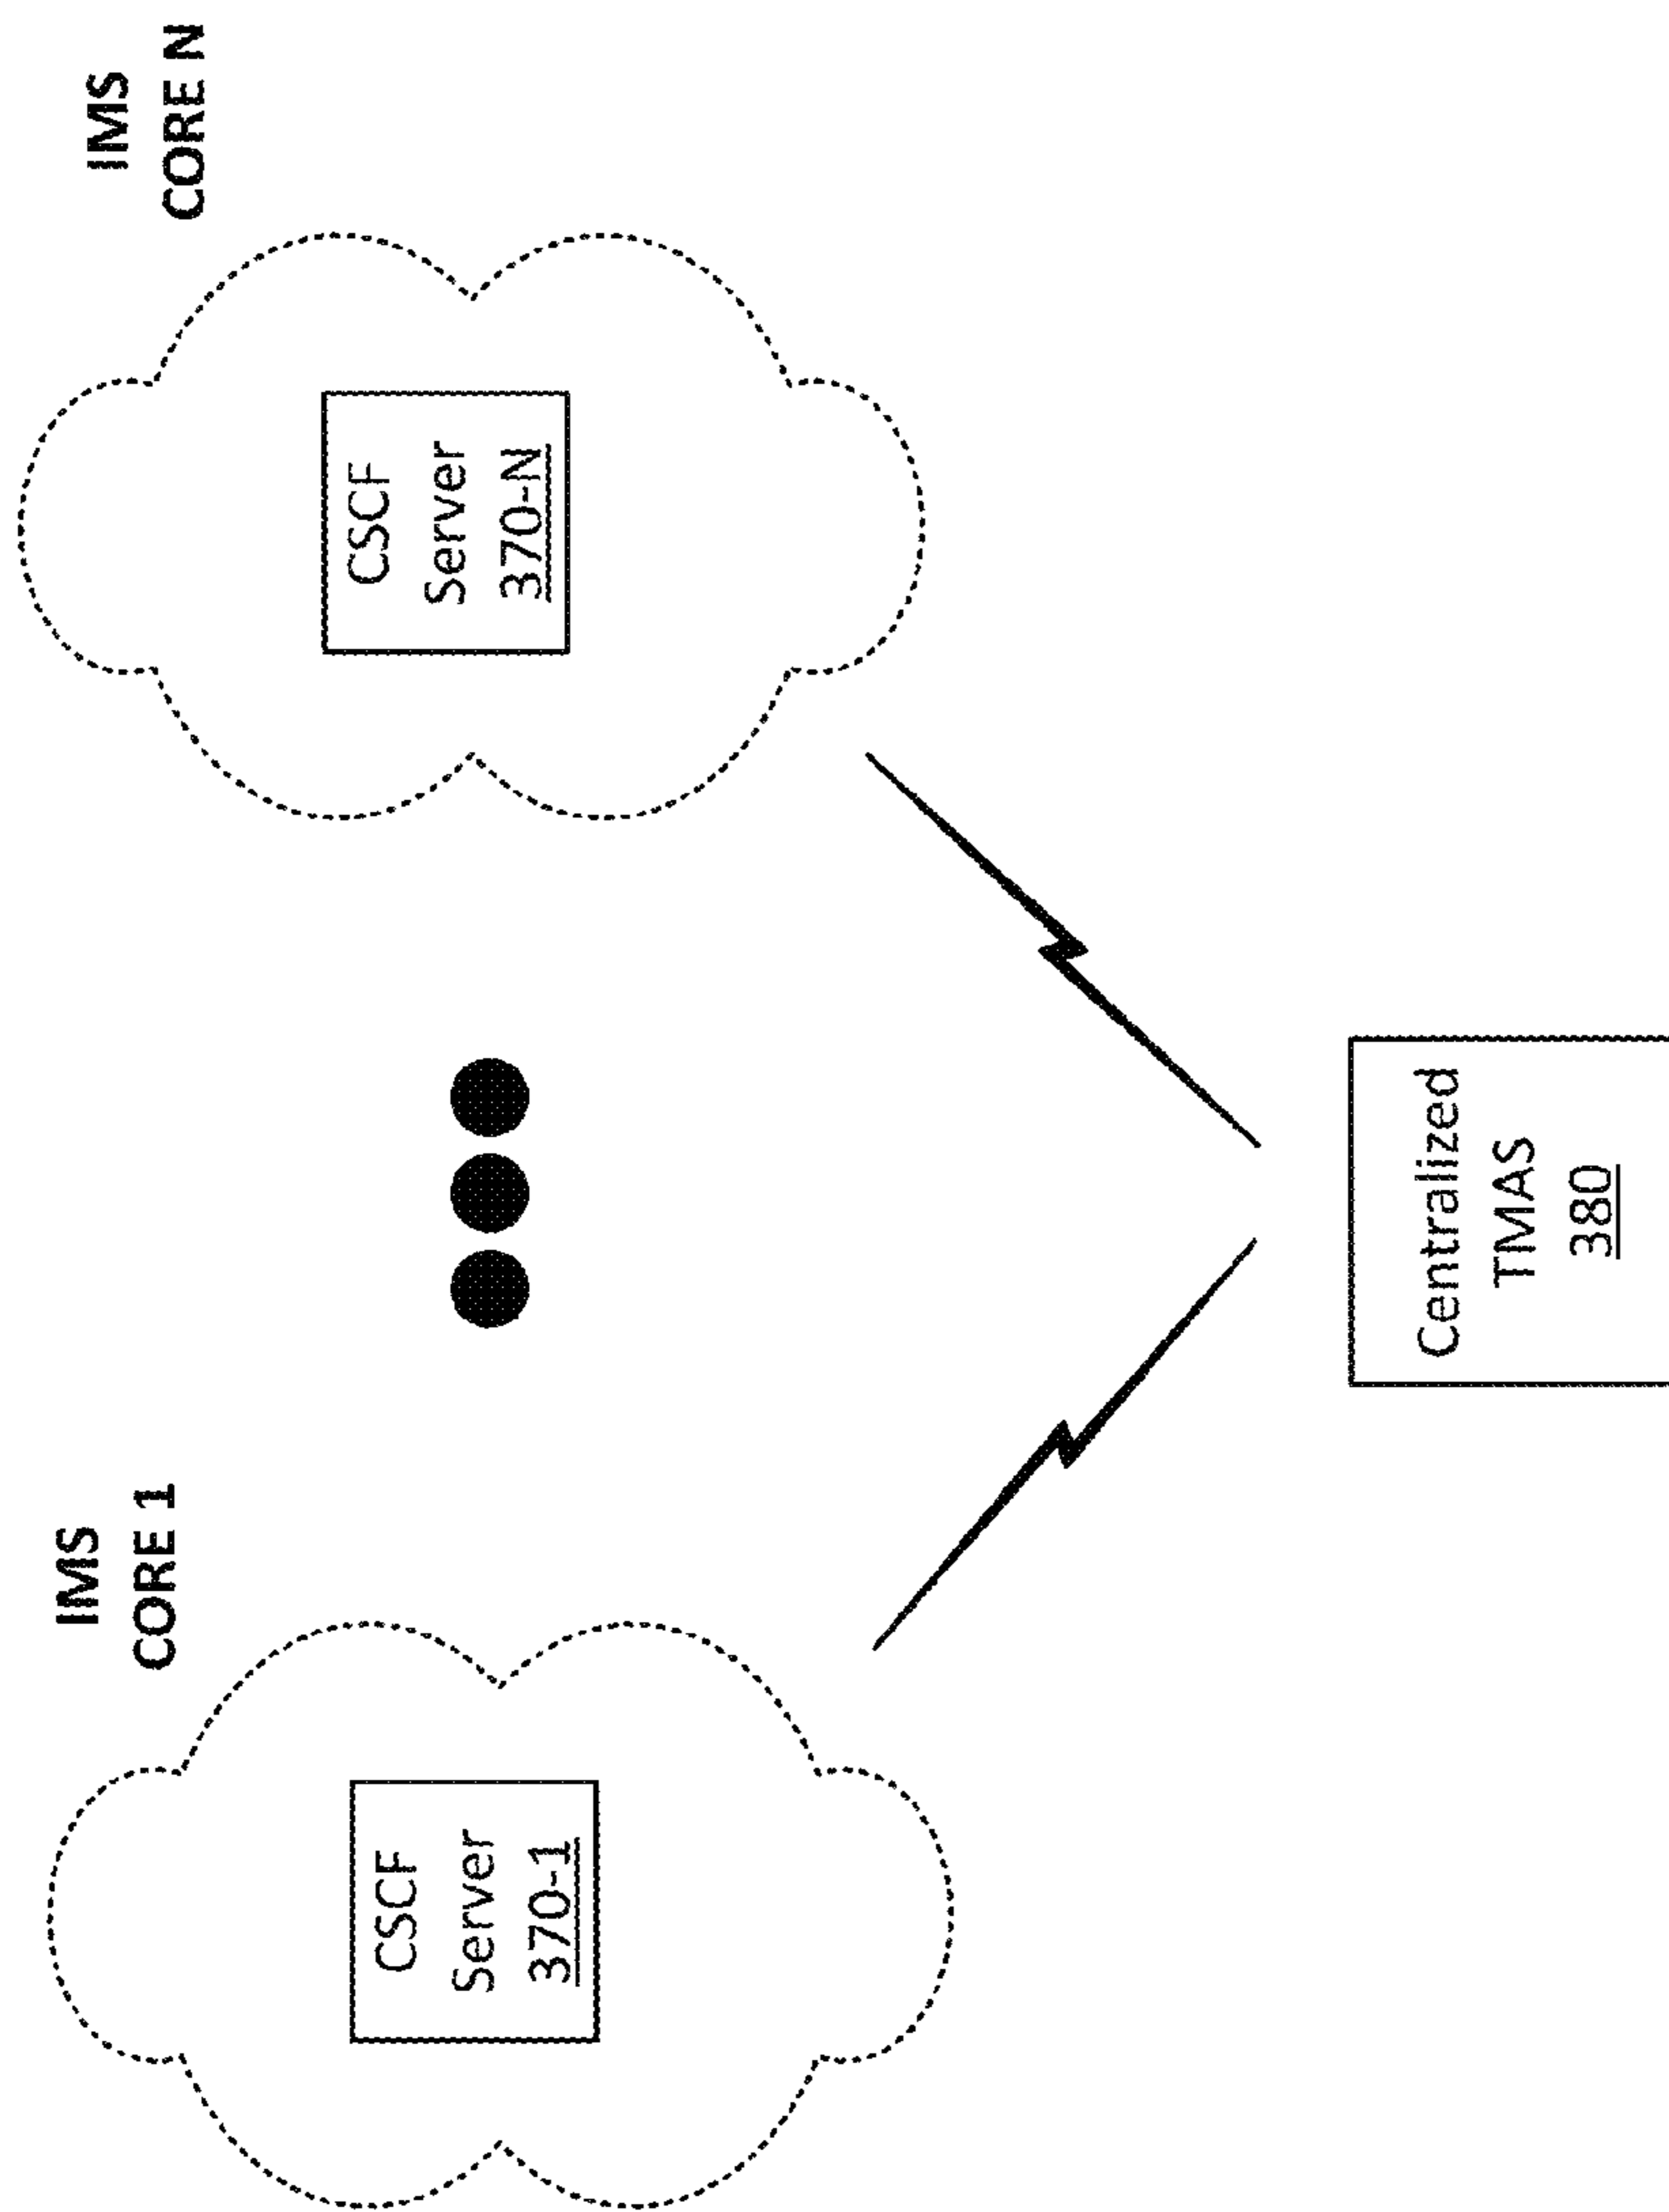 IMS
CORE 1
CSCF
Server
370-1
IMS
CORE N
CSCF
Server
370-N
Centralized
TMAS
380